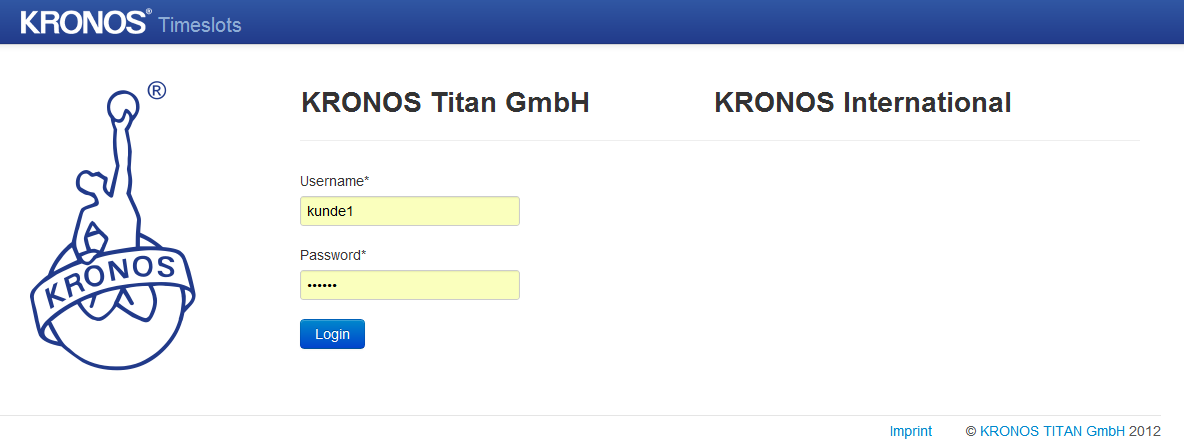 KRONOS® Timeslots
®
KRONOS Titan GmbH KRONOS International
Username*
kunde1
Password*
••••••
KRONOS
Login
Imprint © KRONOS TITAN GmbH 2012